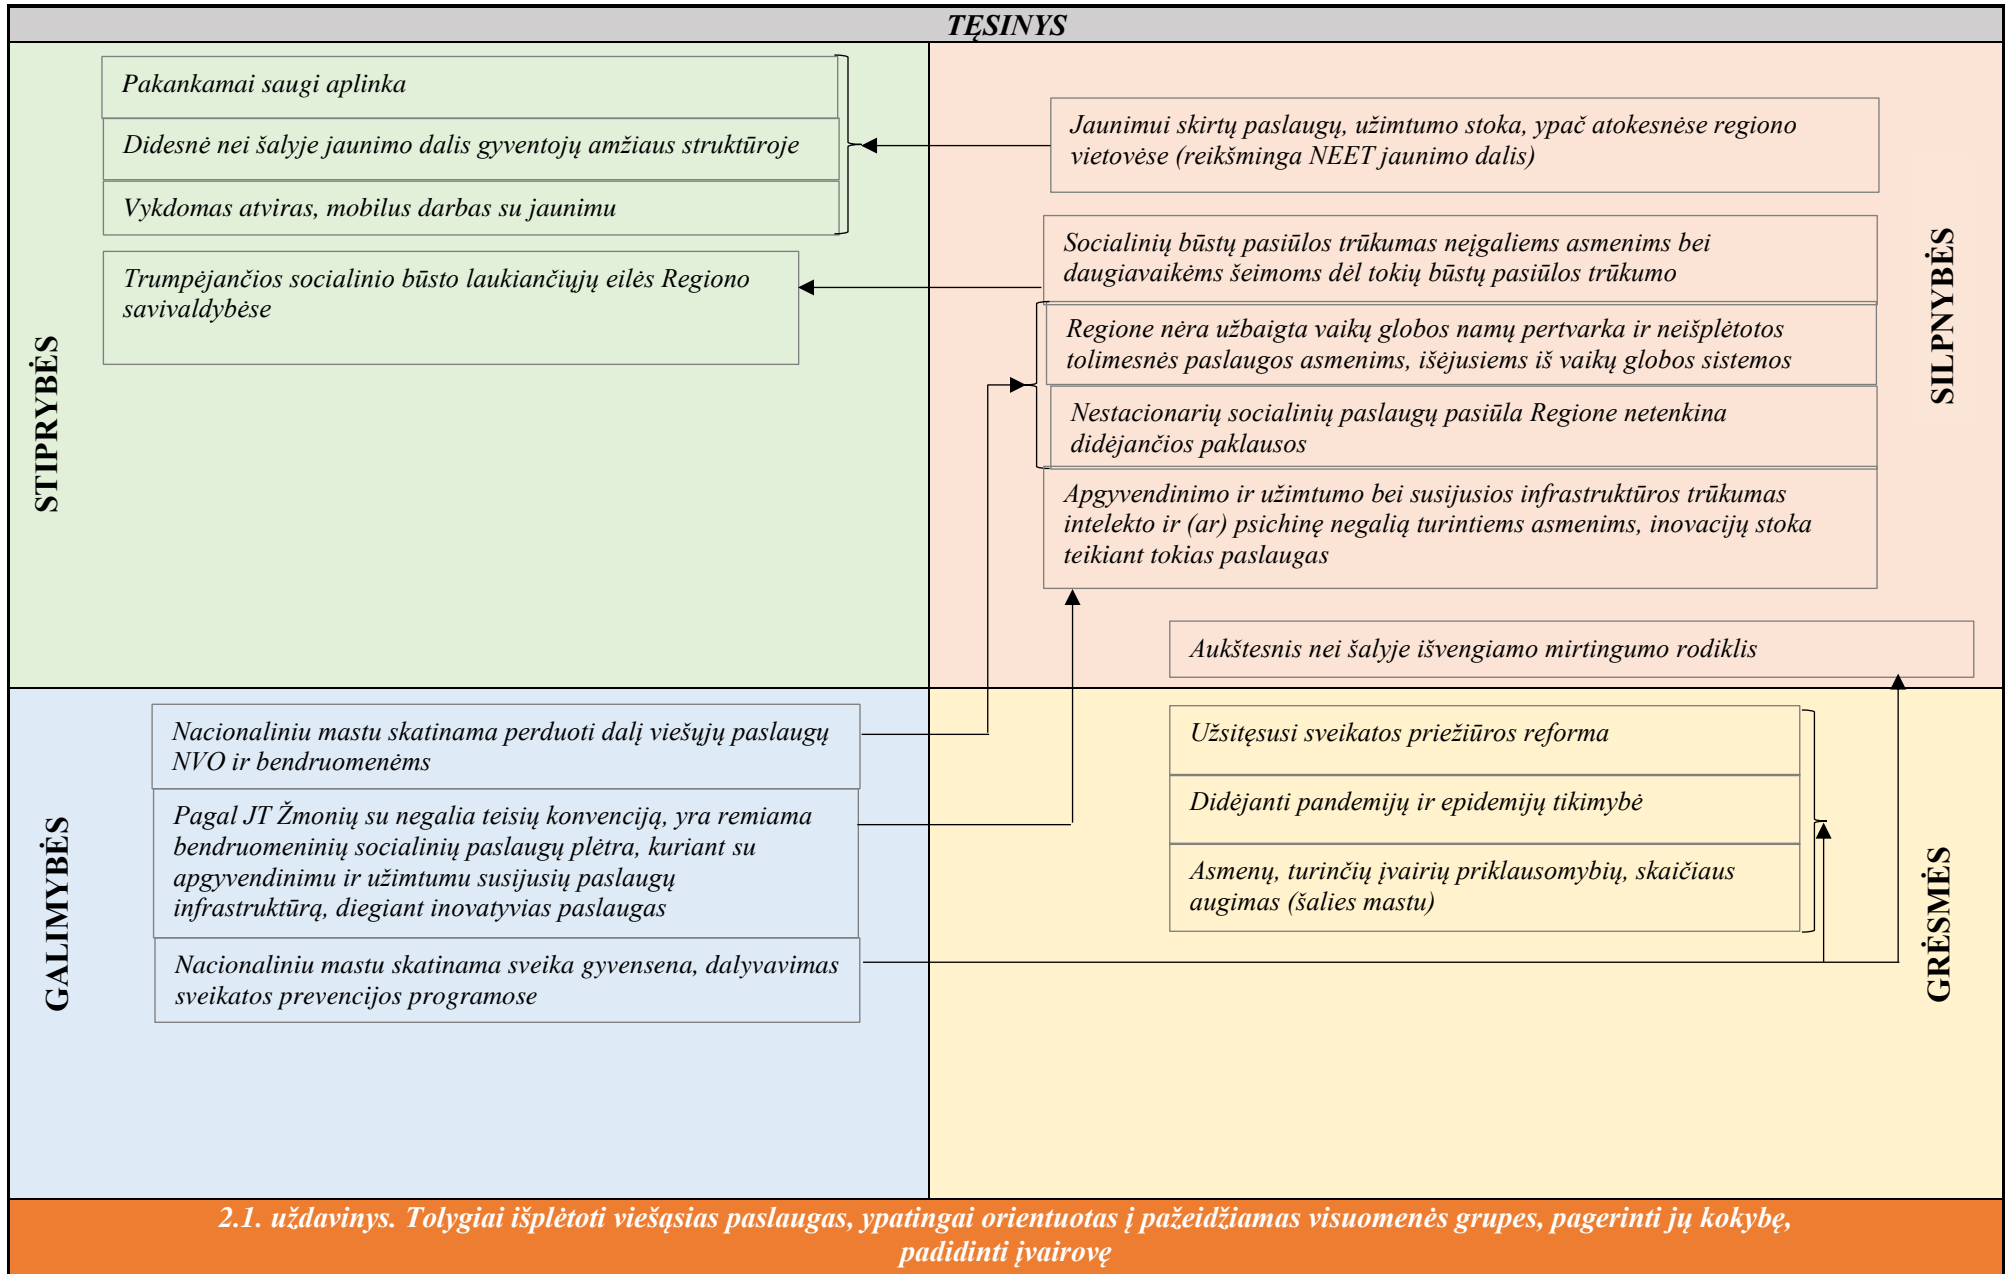 TĘSINYS
STIPRYBĖS
Pakankamai saugi aplinka
Didesnė nei šalyje jaunimo dalis gyventojų amžiaus struktūroje
Vykdomas atviras, mobilus darbas su jaunimu
Trumpėjančios socialinio būsto laukiančiųjų eilės Regiono
savivaldybėse
SILPNYBĖS
Jaunimui skirtų paslaugų, užimtumo stoka, ypač atokesnėse regiono
vietovėse (reikšminga NEET jaunimo dalis)
Socialinių būstų pasiūlos trūkumas neįgaliems asmenims bei
daugiavaikėms šeimoms dėl tokių būstų pasiūlos trūkumo
Regione nėra užbaigta vaikų globos namų pertvarka ir neišplėtotos
tolimesnės paslaugos asmenims, išėjusiems iš vaikų globos sistemos
Nestacionarių socialinių paslaugų pasiūla Regione netenkina
didėjančios paklausos
Apgyvendinimo ir užimtumo bei susijusios infrastruktūros trūkumas
intelekto ir (ar) psichinę negalią turintiems asmenims, inovacijų stoka
teikiant tokias paslaugas
Aukštesnis nei šalyje išvengiamo mirtingumo rodiklis
GALIMYBĖS
Nacionaliniu mastu skatinama perduoti dalį viešųjų paslaugų
NVO ir bendruomenėms
Pagal JT Žmonių su negalia teisių konvenciją, yra remiama
bendruomeninių socialinių paslaugų plėtra, kuriant su
apgyvendinimu ir užimtumu susijusių paslaugų
infrastruktūrą, diegiant inovatyvias paslaugas
Nacionaliniu mastu skatinama sveika gyvensena, dalyvavimas
sveikatos prevencijos programose
GRĖSMĖS
Užsitęsusi sveikatos priežiūros reforma
Didėjanti pandemijų ir epidemijų tikimybė
Asmenų, turinčių įvairių priklausomybių, skaičiaus
augimas (šalies mastu)
2.1. uždavinys. Tolygiai išplėtoti viešąsias paslaugas, ypatingai orientuotas į pažeidžiamas visuomenės grupes, pagerinti jų kokybę,
padidinti įvairovę